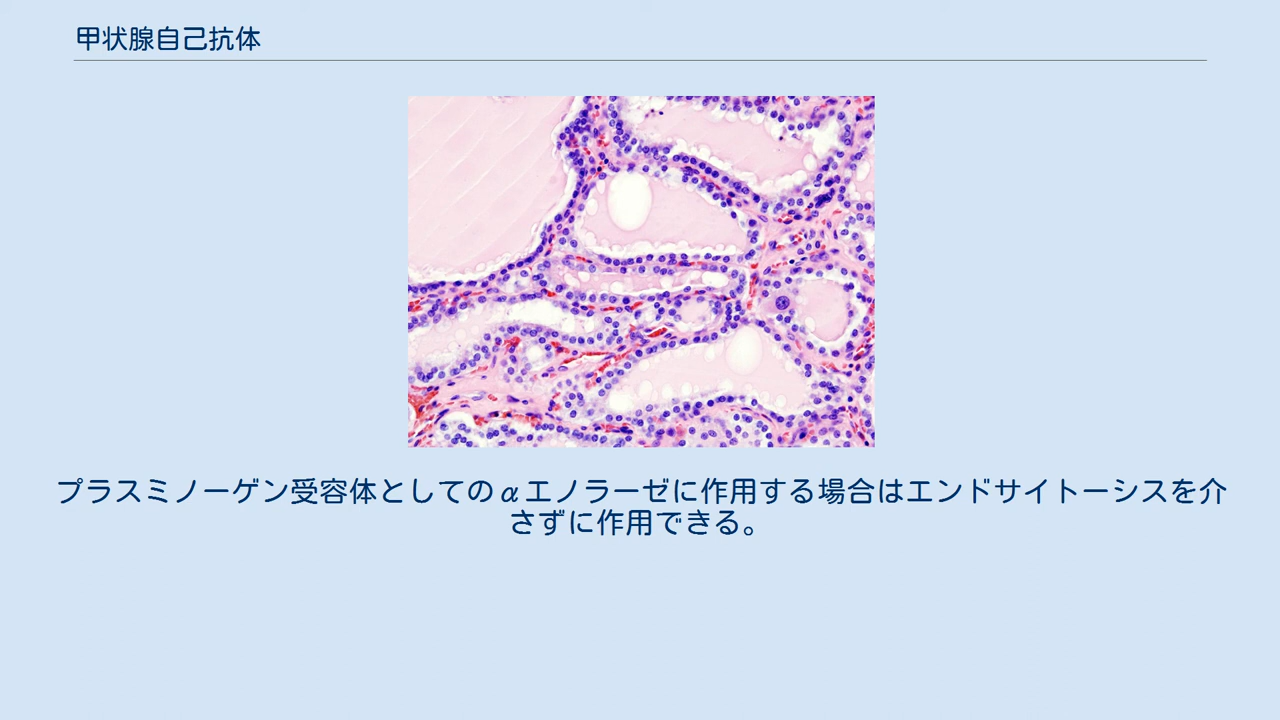 甲状腺自己抗体
プラスミノーゲン受容体としてのαエノラーゼに作用する場合はエンドサイトーシスを介
さずに作用できる。